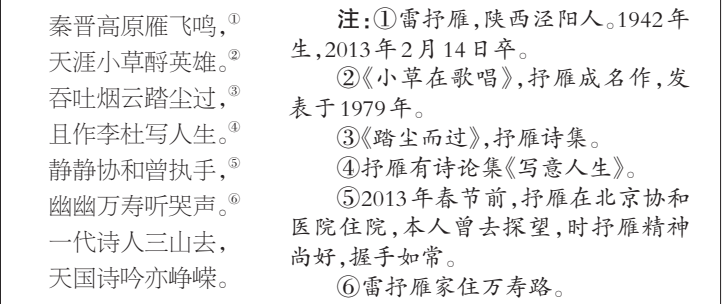 秦晋高原雁飞鸣，①
天涯小草酹英雄。②
吞吐烟云踏尘过，③
且作李杜写人生。④
静静协和曾执手，⑤
幽幽万寿听哭声。⑥
一代诗人三山去，
天国诗吟亦峥嵘。
注：①雷抒雁，陕西泾阳人。1942年
生，2013年2月14日卒。
②《小草在歌唱》，抒雁成名作，发
表于1979年。
③《踏尘而过》，抒雁诗集。
④抒雁有诗论集《写意人生》。
⑤2013年春节前，抒雁在北京协和
医院住院，本人曾去探望，时抒雁精神
尚好，握手如常。
⑥雷抒雁家住万寿路。